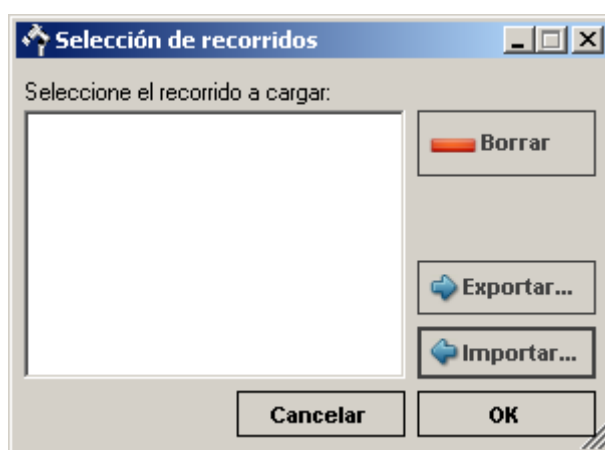 Selección de recorridos
Seleccione el recorrido a cargar:
Borrar
Exportar...
Importar...
Cancelar
OK